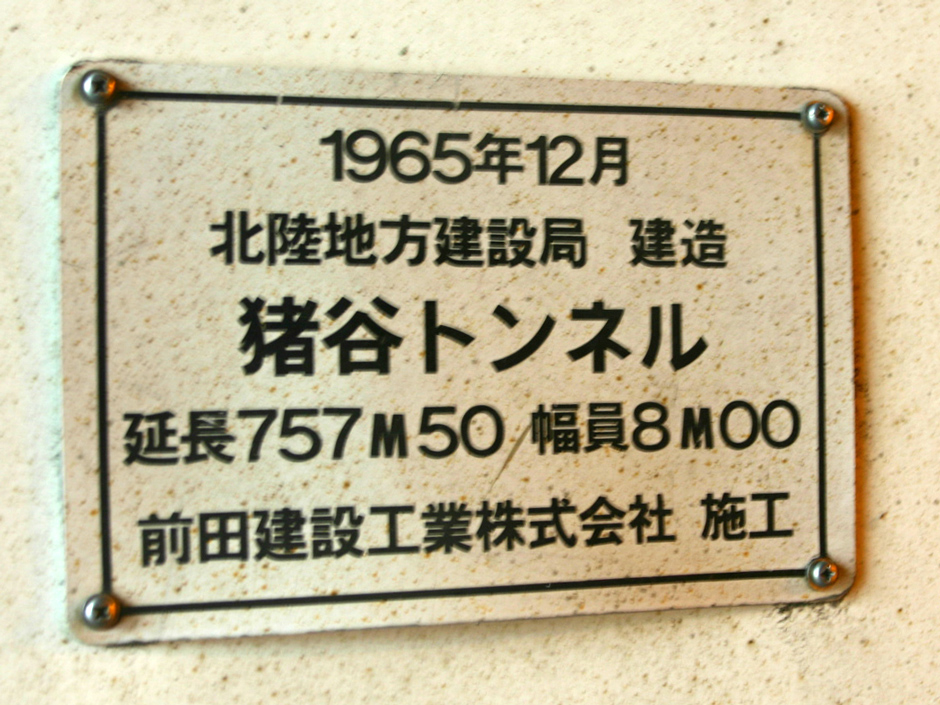 1965年12月
北陸地方建設局 建造
猪谷トンネル
延長757M50 幅員8M00
前田建設工業株式会社 施工